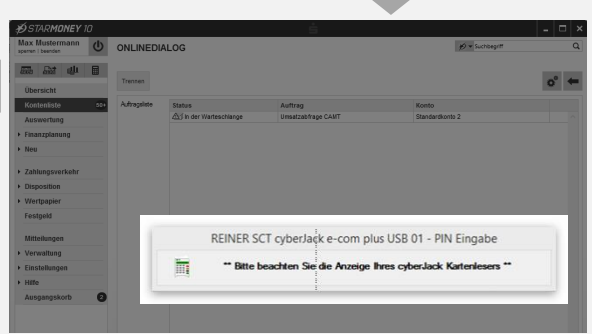 STARMONEY 10
Max Mustermann
sperren | beenden
ONLINEDIALOG
Suchbegriff
Trennen
Übersicht
Kontenliste 50+
Auswertung
Finanzplanung
Neu
Zahlungsverkehr
Disposition
Wertpapier
Festgeld
Mitteilungen
Verwaltung
Einstellungen
Hilfe
Ausgangskorb 2
Auftragsliste
Status Auftrag Konto
in der Warteschlange Umsatzabfrage CAMT Standardkonto 2
REINER SCT cyberJack e-com plus USB 01 - PIN Eingabe
** Bitte beachten Sie die Anzeige Ihres cyberJack Kartenlesers **